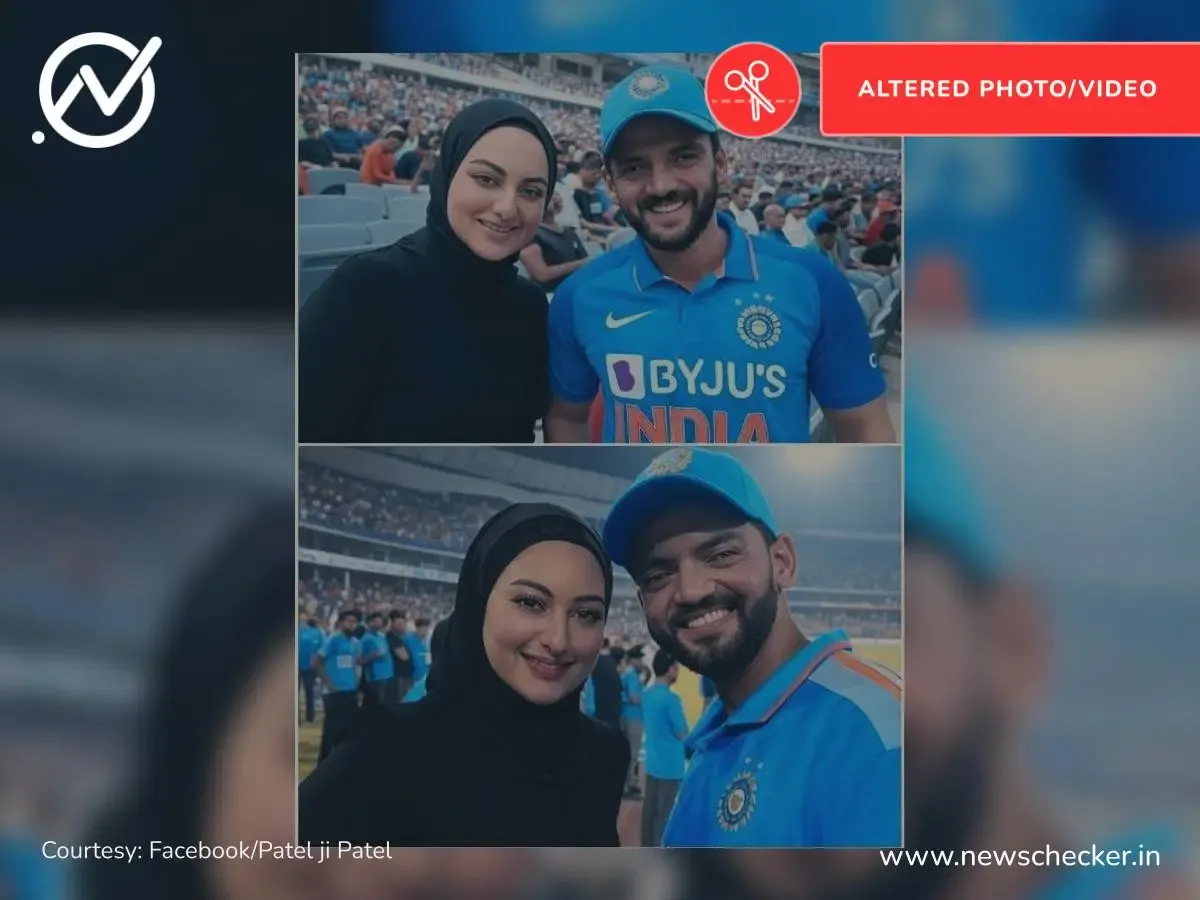 ALTERED PHOTO/VIDEO
BYJU'S
INDIA
Courtesy: Facebook/Patel ji Patel
www.newschecker.in